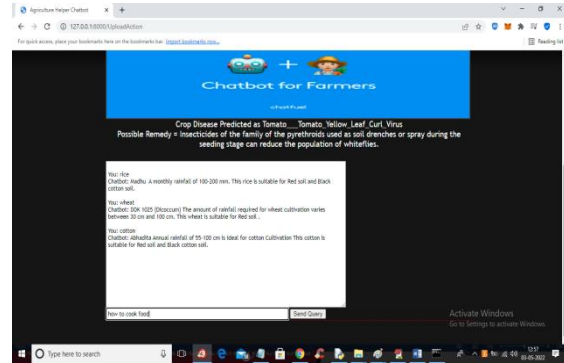 Agriculture Helper Chatbot
127.0.0.1:8000/UploadAction
For quick access, place your bookmarks here on the bookmarks bar. Import bookmarks now...
Reading list
Chatbot for Farmers
chatfuel
Crop Disease Predicted as Tomato___Tomato_Yellow_Leaf_Curl_Virus
Possible Remedy = Insecticides of the family of the pyrethroids used as soil drenches or spray during the
seeding stage can reduce the population of whiteflies.
You: rice
Chatbot: Madhu A monthly rainfall of 100-200 mm. This rice is suitable for Red soil and Black
cotton soil.
You: wheat
Chatbot: DDK 1025 (Dicoccum) The amount of rainfall required for wheat cultivation varies
between 30 cm and 100 cm. This wheat is suitable for Red soil .
You: cotton
Chatbot: Abhadita Annual rainfall of 55-100 cm is ideal for cotton Cultivation This cotton is
suitable for Red soil and Black cotton soil.
how to cook food
Send Query
Activate Windows
Go to Settings to activate Windows.
Type here to search
12:57
03-05-2022